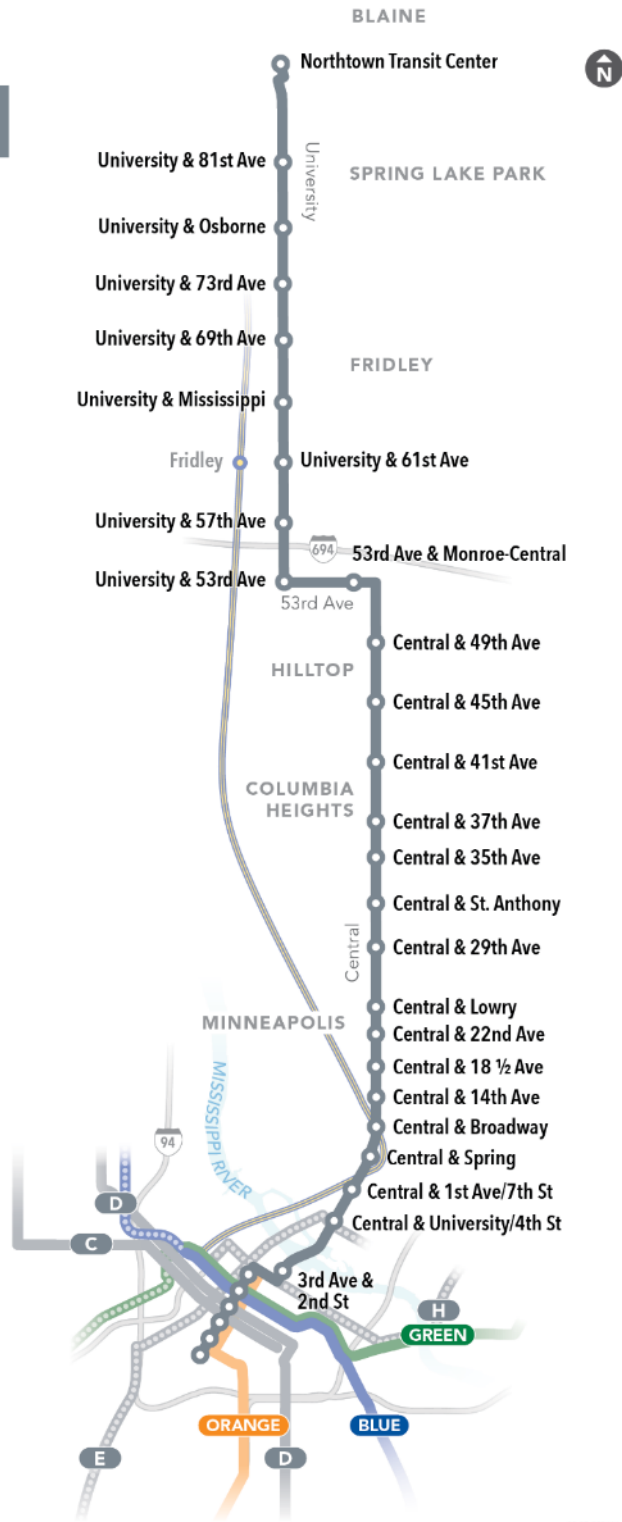 BLAINE
Northtown Transit Center
N
University & 81st Ave
University
SPRING LAKE PARK
University & Osborne
University & 73rd Ave
University & 69th Ave
FRIDLEY
University & Mississippi
Fridley
University & 61st Ave
University & 57th Ave
694
53rd Ave & Monroe-Central
University & 53rd Ave
53rd Ave
Central & 49th Ave
HILLTOP
Central & 45th Ave
Central & 41st Ave
COLUMBIA
HEIGHTS
Central & 37th Ave
Central & 35th Ave
Central & St. Anthony
Central
Central & 29th Ave
Central & Lowry
MINNEAPOLIS
Central & 22nd Ave
Central & 18 ½ Ave
Central & 14th Ave
MISSISSIPPI RIVER
Central & Broadway
94
Central & Spring
Central & 1st Ave/7th St
D
Central & University/4th St
C
3rd Ave &
2nd St
H
GREEN
ORANGE
BLUE
E
D